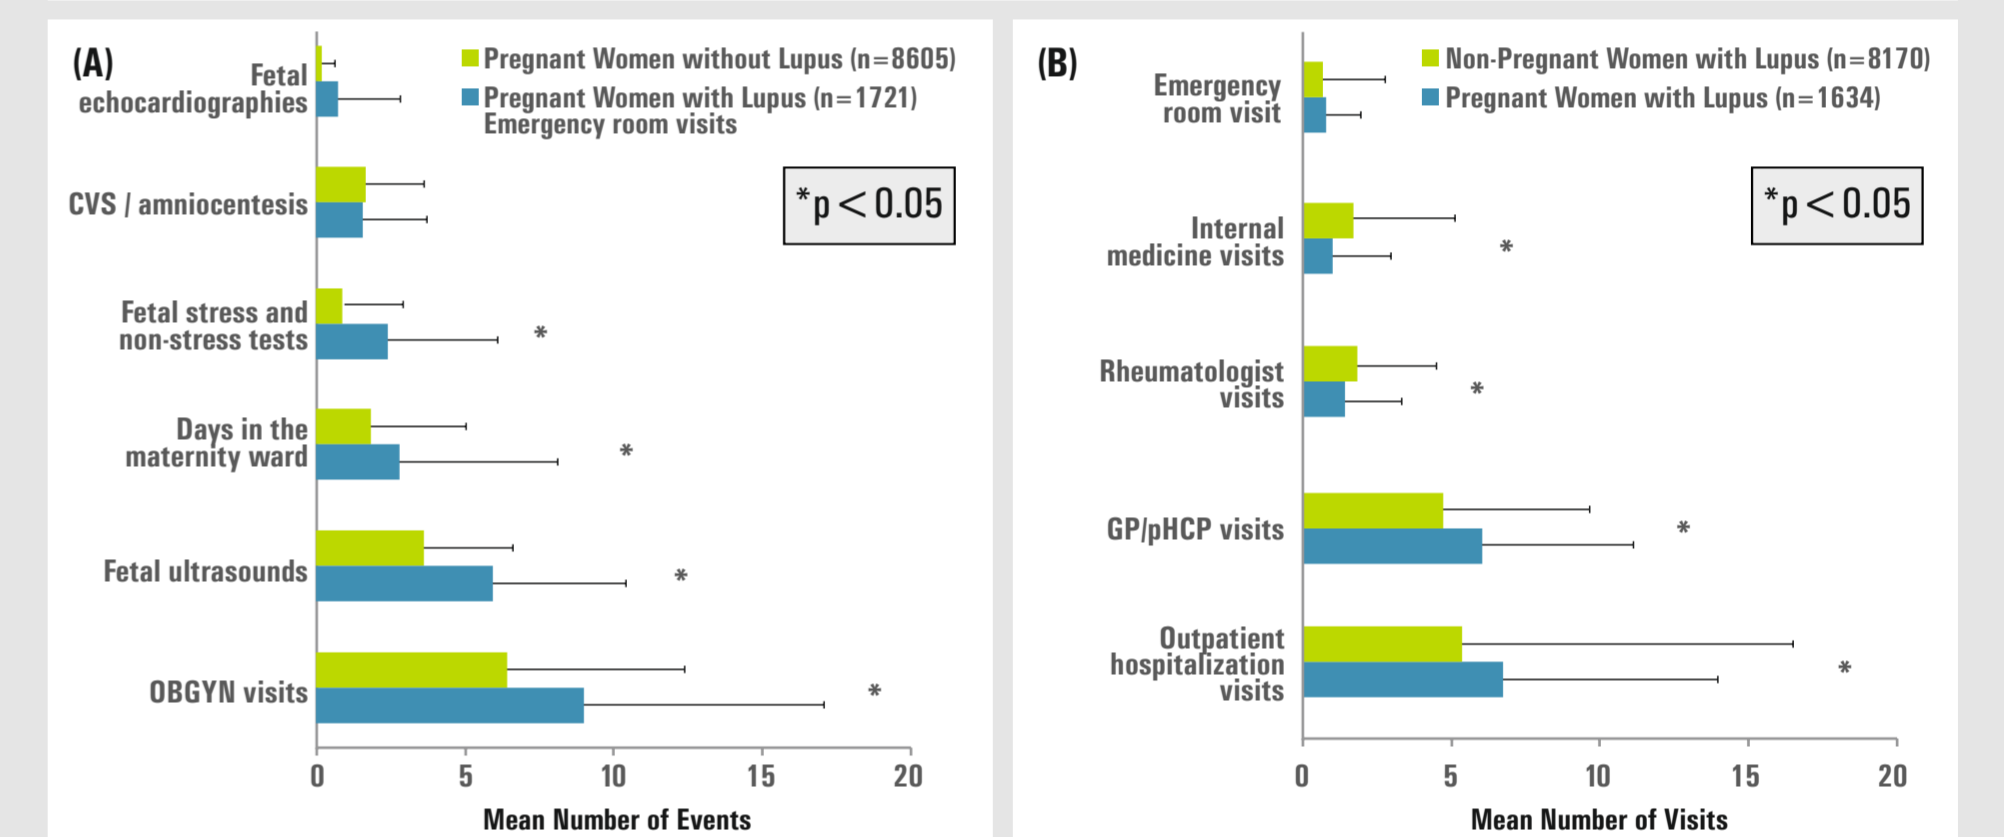 (A)
Pregnant Women without Lupus (n=8605)
Pregnant Women with Lupus (n=1721)
Emergency room visits
*p < 0.05
Fetal
echocardiographies
CVS / amniocentesis
Fetal stress and
non-stress tests
*
Days in the
maternity ward
*
Fetal ultrasounds
*
OBGYN visits
*
0 5 10 15 20
Mean Number of Events
(B)
Non-Pregnant Women with Lupus (n=8170)
Pregnant Women with Lupus (n=1634)
*p < 0.05
Emergency
room visit
Internal
medicine visits
*
Rheumatologist
visits
*
GP/pHCP visits
*
Outpatient
hospitalization
visits
*
0 5 10 15 20
Mean Number of Visits